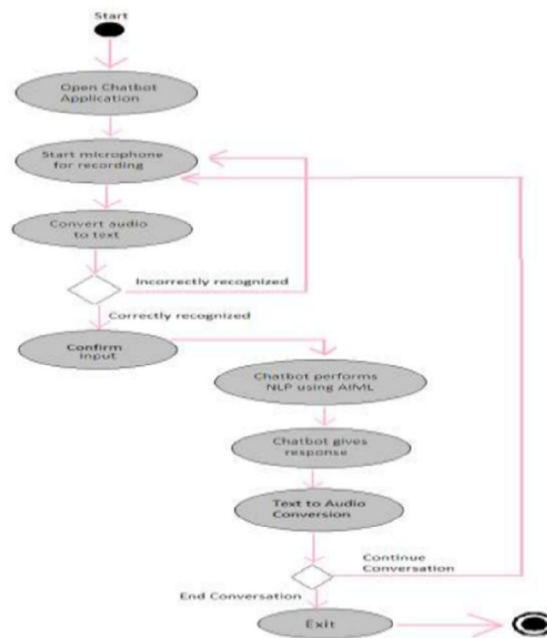 Start
Open Chatbot
Application
Start microphone
for recording
Convert audio
to text
Incorrectly recognized
Correctly recognized
Confirm
input
Chatbot performs
NLP using AIML
Chatbot gives
response
Text to Audio
Conversion
Continue
Conversation
End Conversation
Exit